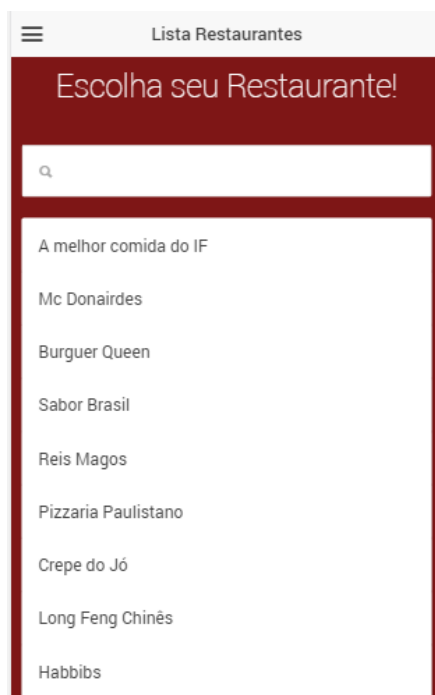 Lista Restaurantes
Escolha seu Restaurante!
A melhor comida do IF
Mc Donairdes
Burguer Queen
Sabor Brasil
Reis Magos
Pizzaria Paulistano
Crepe do Jó
Long Feng Chinês
Habbibs